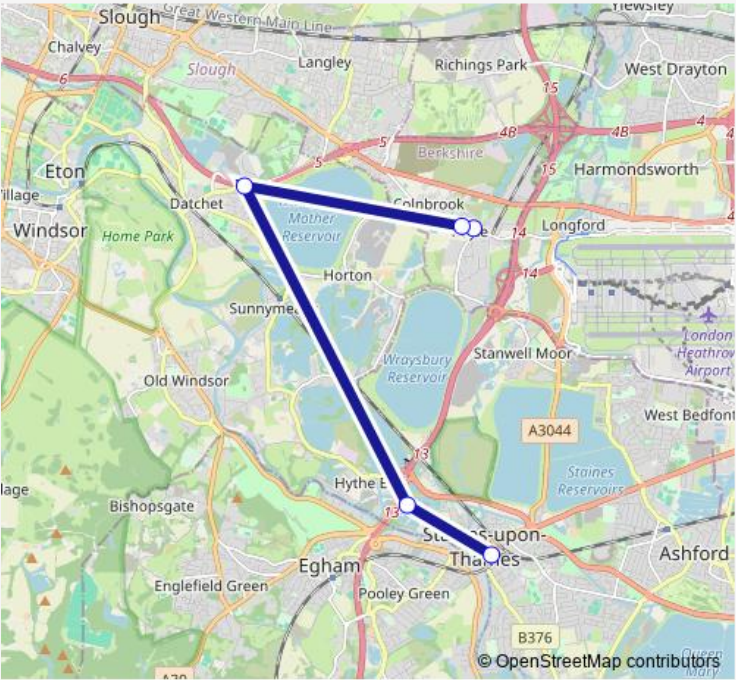 Slough
Great Western Main Line
Yiewsley
Chalvey
Langley
Richings Park
West Drayton
Slough
6
15
5
4B
4B
4
5
Berkshire
15
4
Eton
Harmondsworth
Village
Datchet
Colnbrook
Mother
Reservoir
Longford
Windsor
Home Park
14
Horton
14
Sunnymea
London
Heathrow
Airport
Wraysbury
Reservoir
Stanwell Moor
Old Windsor
West Bedfont
A3044
13
Staines
Reservoirs
lage
Hythe E
Bishopsgate
13
Staines-upon-
Thames
Ashford
Egham
Englefield Green
Pooley Green
B376
Queen
Mary
A30
© OpenStreetMap contributors